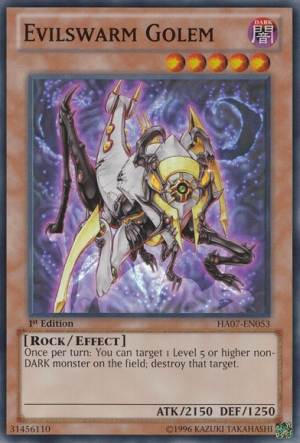 EVILSWARM GOLEM
DARK
闇
1st Edition
HA07-EN053
[ROCK/EFFECT]
Once per turn: You can target 1 Level 5 or higher non-
DARK monster on the field; destroy that target.
ATK/2150 DEF/1250
31456110
©1996 KAZUKI TAKAHASHI